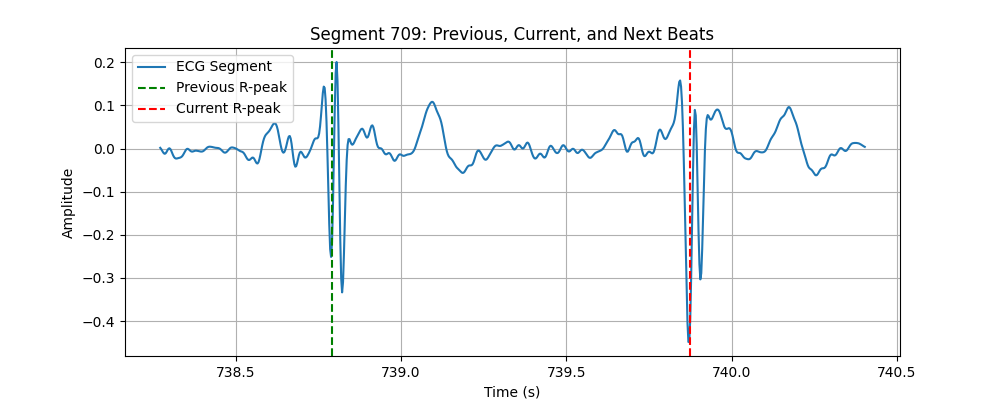 Segment 709: Previous, Current, and Next Beats
ECG Segment
Previous R-peak
Current R-peak
0.2
0.1
0.0
−0.1
−0.2
−0.3
−0.4
Amplitude
738.5
739.0
739.5
740.0
740.5
Time (s)